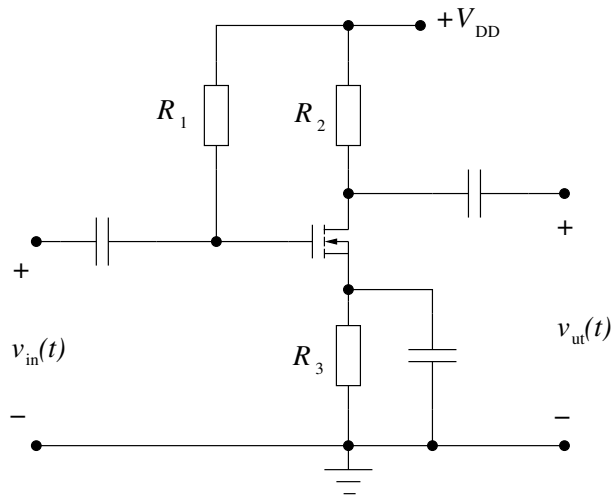 +V_DD
R_1
R_2
+
+
v_in(t)
v_ut(t)
R_3
−
−